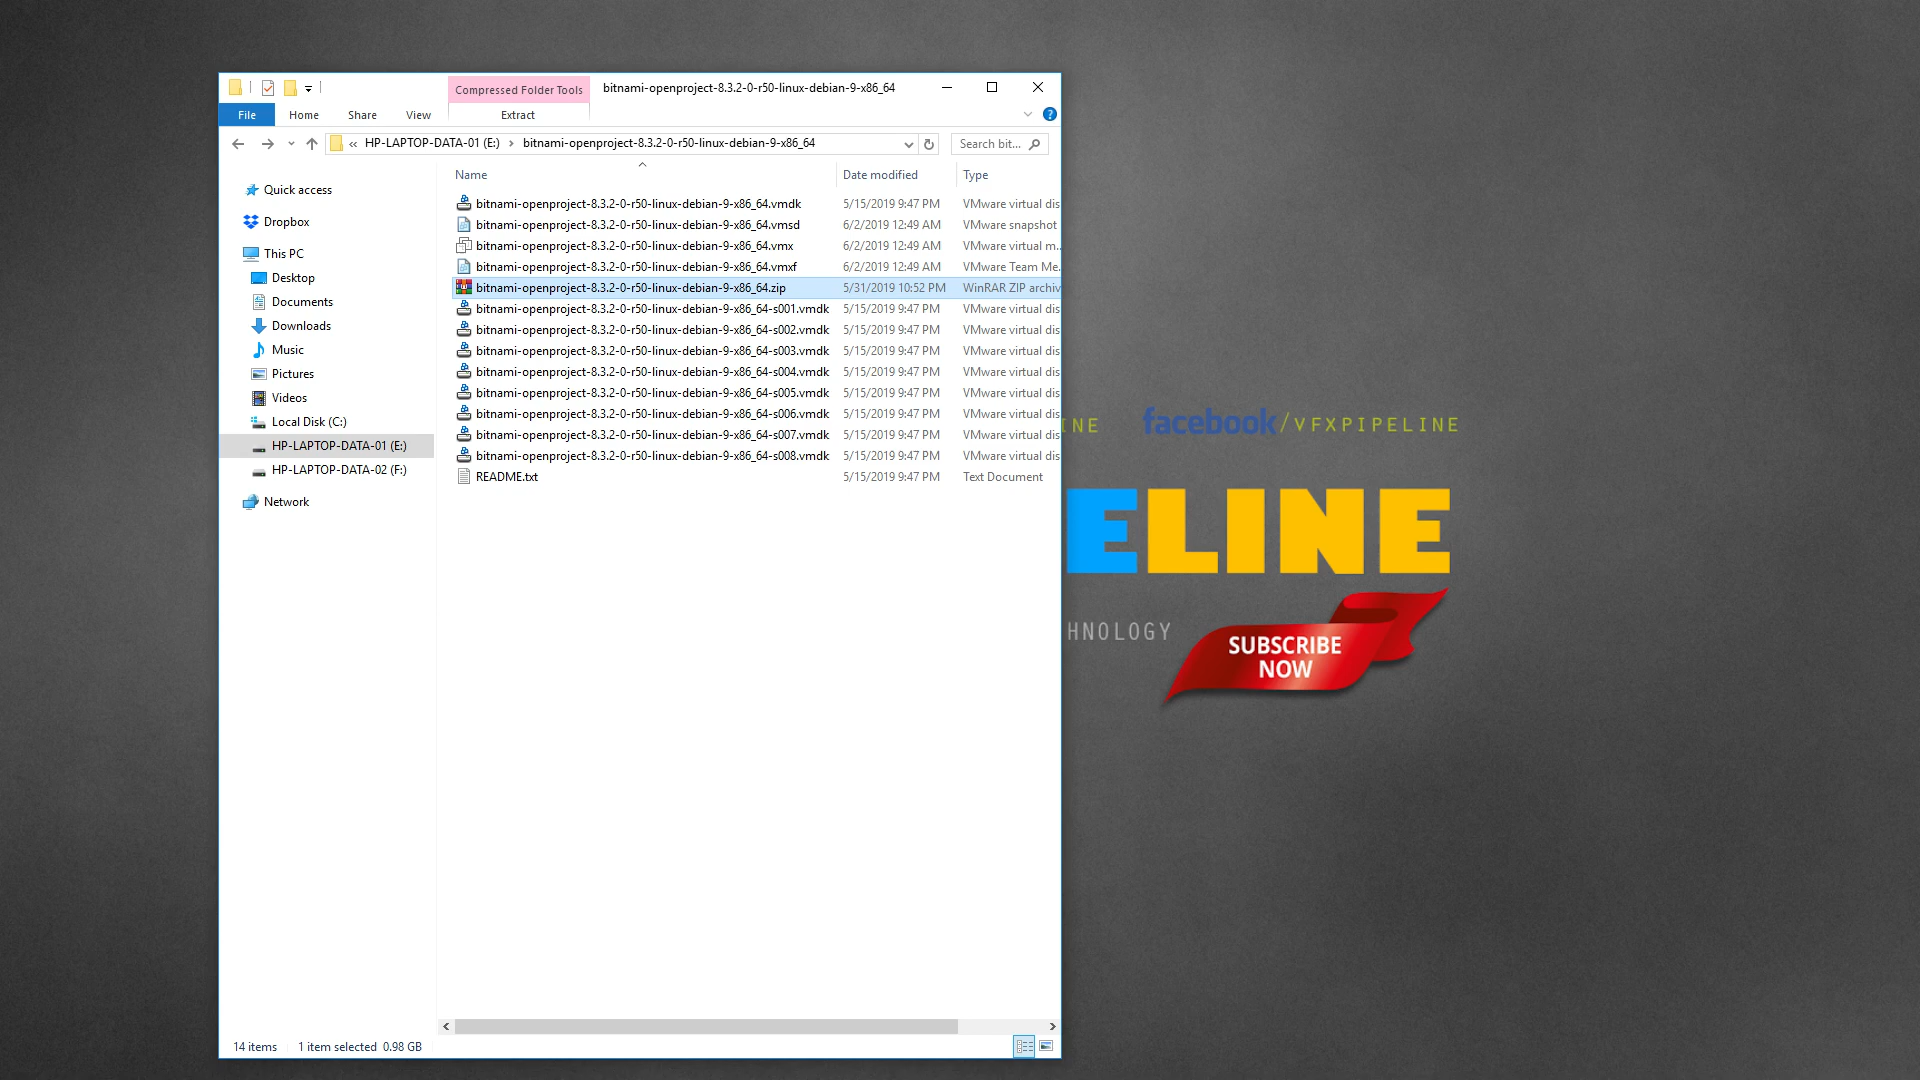 Compressed Folder Tools
bitnami-openproject-8.3.2-0-r50-linux-debian-9-x86_64
File Home Share View Extract
?
« HP-LAPTOP-DATA-01 (E:) › bitnami-openproject-8.3.2-0-r50-linux-debian-9-x86_64
Search bit...
Name Date modified Type
Quick access
Dropbox
This PC
Desktop
Documents
Downloads
Music
Pictures
Videos
Local Disk (C:)
HP-LAPTOP-DATA-01 (E:)
HP-LAPTOP-DATA-02 (F:)
Network
bitnami-openproject-8.3.2-0-r50-linux-debian-9-x86_64.vmdk 5/15/2019 9:47 PM VMware virtual dis
bitnami-openproject-8.3.2-0-r50-linux-debian-9-x86_64.vmsd 6/2/2019 12:49 AM VMware snapshot
bitnami-openproject-8.3.2-0-r50-linux-debian-9-x86_64.vmx 6/2/2019 12:49 AM VMware virtual m...
bitnami-openproject-8.3.2-0-r50-linux-debian-9-x86_64.vmxf 6/2/2019 12:49 AM VMware Team Me...
bitnami-openproject-8.3.2-0-r50-linux-debian-9-x86_64.zip 5/31/2019 10:52 PM WinRAR ZIP archiv
bitnami-openproject-8.3.2-0-r50-linux-debian-9-x86_64-s001.vmdk 5/15/2019 9:47 PM VMware virtual dis
bitnami-openproject-8.3.2-0-r50-linux-debian-9-x86_64-s002.vmdk 5/15/2019 9:47 PM VMware virtual dis
bitnami-openproject-8.3.2-0-r50-linux-debian-9-x86_64-s003.vmdk 5/15/2019 9:47 PM VMware virtual dis
bitnami-openproject-8.3.2-0-r50-linux-debian-9-x86_64-s004.vmdk 5/15/2019 9:47 PM VMware virtual dis
bitnami-openproject-8.3.2-0-r50-linux-debian-9-x86_64-s005.vmdk 5/15/2019 9:47 PM VMware virtual dis
bitnami-openproject-8.3.2-0-r50-linux-debian-9-x86_64-s006.vmdk 5/15/2019 9:47 PM VMware virtual dis
bitnami-openproject-8.3.2-0-r50-linux-debian-9-x86_64-s007.vmdk 5/15/2019 9:47 PM VMware virtual dis
bitnami-openproject-8.3.2-0-r50-linux-debian-9-x86_64-s008.vmdk 5/15/2019 9:47 PM VMware virtual dis
README.txt 5/15/2019 9:47 PM Text Document
14 items 1 item selected 0.98 GB
INE facebook/VFXPIPELINE
ELINE
HNOLOGY
SUBSCRIBE
NOW